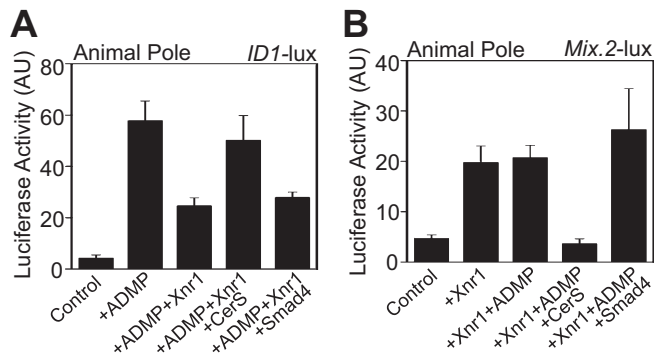 A
Animal Pole
ID1-lux
Luciferase Activity (AU)
80
60
40
20
0
Control
+ADMP
+ADMP+Xnr1
+ADMP+Xnr1
+CerS
+ADMP+Xnr1
+Smad4
B
Animal Pole
Mix.2-lux
Luciferase Activity (AU)
40
30
20
10
0
Control
+Xnr1
+Xnr1+ADMP
+Xnr1+ADMP
+CerS
+Xnr1+ADMP
+Smad4